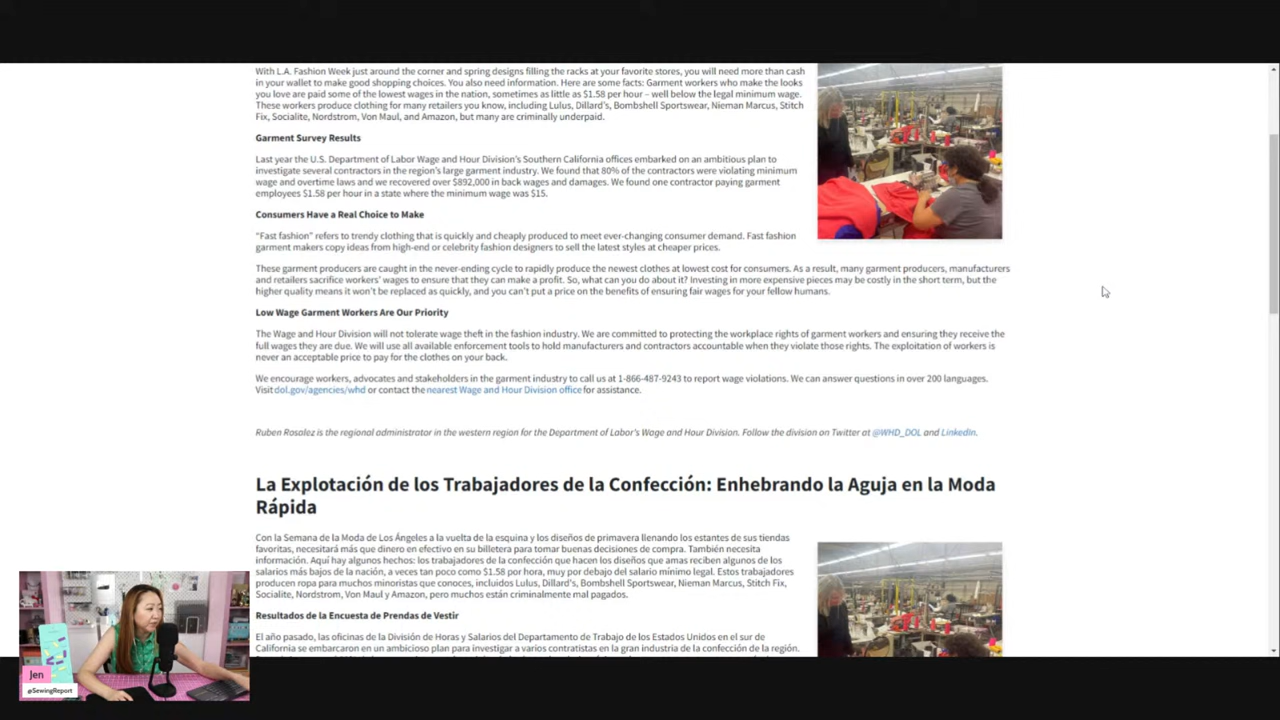 With L.A. Fashion Week just around the corner and spring designs filling the racks at your favorite stores, you will need more than cash
in your wallet to make good shopping choices. You also need information. Here are some facts: Garment workers who make the looks
you love are paid some of the lowest wages in the nation, sometimes as little as $1.58 per hour – well below the legal minimum wage.
These workers produce clothing for many retailers you know, including Lulus, Dillard's, Bombshell Sportswear, Nieman Marcus, Stitch
Fix, Socialite, Nordstrom, Von Maul, and Amazon, but many are criminally underpaid.
Garment Survey Results
Last year the U.S. Department of Labor Wage and Hour Division's Southern California offices embarked on an ambitious plan to
investigate several contractors in the region's large garment industry. We found that 80% of the contractors were violating minimum
wage and overtime laws and we recovered over $892,000 in back wages and damages. We found one contractor paying garment
employees $1.58 per hour in a state where the minimum wage was $15.
Consumers Have a Real Choice to Make
“Fast fashion” refers to trendy clothing that is quickly and cheaply produced to meet ever-changing consumer demand. Fast fashion
garment makers copy ideas from high-end or celebrity fashion designers to sell the latest styles at cheaper prices.
These garment producers are caught in the never-ending cycle to rapidly produce the newest clothes at lowest cost for consumers. As a result, many garment producers, manufacturers
and retailers sacrifice workers' wages to ensure that they can make a profit. So, what can you do about it? Investing in more expensive pieces may be costly in the short term, but the
higher quality means it won't be replaced as quickly, and you can't put a price on the benefits of ensuring fair wages for your fellow humans.
Low Wage Garment Workers Are Our Priority
The Wage and Hour Division will not tolerate wage theft in the fashion industry. We are committed to protecting the workplace rights of garment workers and ensuring they receive the
full wages they are due. We will use all available enforcement tools to hold manufacturers and contractors accountable when they violate those rights. The exploitation of workers is
never an acceptable price to pay for the clothes on your back.
We encourage workers, advocates and stakeholders in the garment industry to call us at 1-866-487-9243 to report wage violations. We can answer questions in over 200 languages.
Visit dol.gov/agencies/whd or contact the nearest Wage and Hour Division office for assistance.
Ruben Rosalez is the regional administrator in the western region for the Department of Labor's Wage and Hour Division. Follow the division on Twitter at @WHD_DOL and LinkedIn.
La Explotación de los Trabajadores de la Confección: Enhebrando la Aguja en la Moda
Rápida
Con la Semana de la Moda de Los Ángeles a la vuelta de la esquina y los diseños de primavera llenando los estantes de sus tiendas
favoritas, necesitará más que dinero en efectivo en su billetera para tomar buenas decisiones de compra. También necesita
información. Aquí hay algunos hechos: los trabajadores de la confección que hacen los diseños que amas reciben algunos de los
salarios más bajos de la nación, a veces tan poco como $1.58 por hora, muy por debajo del salario mínimo legal. Estos trabajadores
producen ropa para muchos minoristas que conoces, incluidos Lulus, Dillard's, Bombshell Sportswear, Nieman Marcus, Stitch Fix,
Socialite, Nordstrom, Von Maul y Amazon, pero muchos están criminalmente mal pagados.
Resultados de la Encuesta de Prendas de Vestir
El año pasado, las oficinas de la División de Horas y Salarios del Departamento de Trabajo de los Estados Unidos en el sur de
California se embarcaron en un ambicioso plan para investigar a varios contratistas en la gran industria de la confección de la región.
Jen
@SewingReport